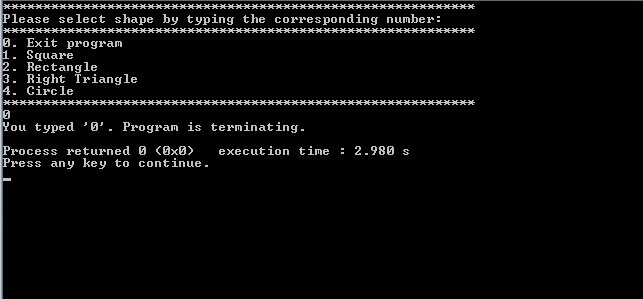 ***********************************************************
Please select shape by typing the corresponding number:
***********************************************************
0. Exit program
1. Square
2. Rectangle
3. Right Triangle
4. Circle
***********************************************************
0
You typed '0'. Program is terminating.
Process returned 0 (0x0)   execution time : 2.980 s
Press any key to continue.